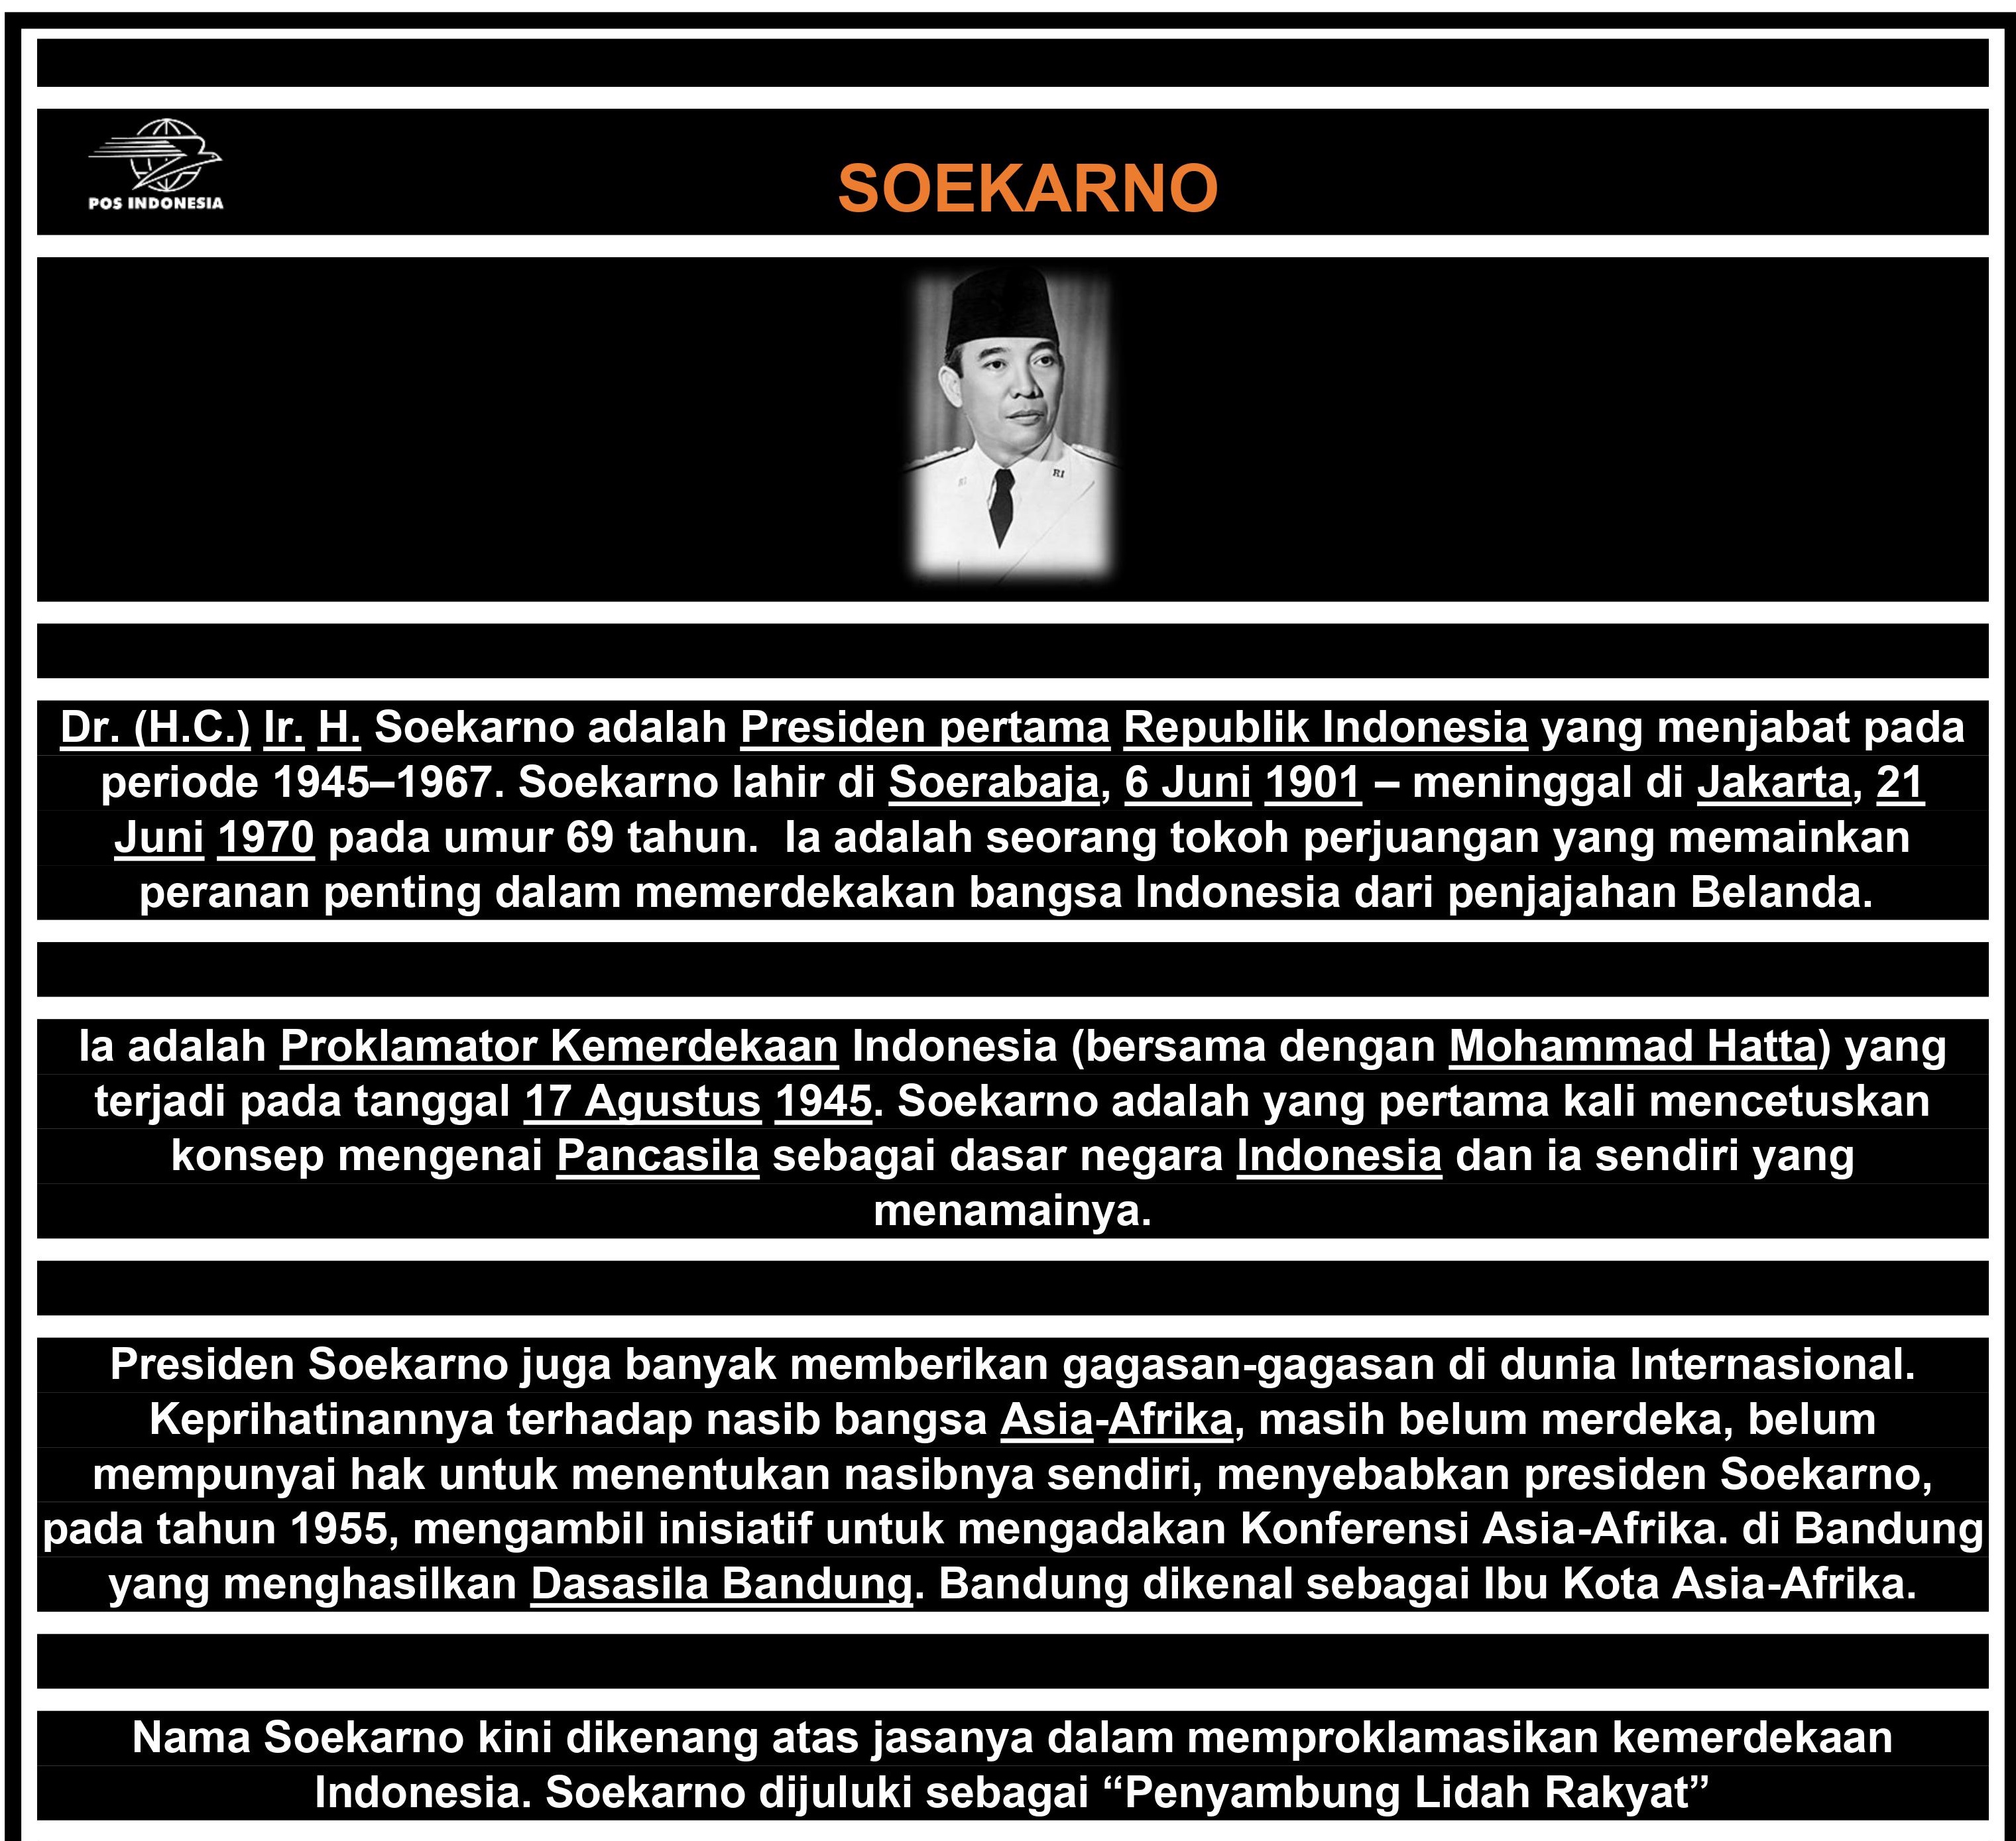 POS INDONESIA
SOEKARNO
RI
Dr. (H.C.) Ir. H. Soekarno adalah Presiden pertama Republik Indonesia yang menjabat pada
periode 1945–1967. Soekarno lahir di Soerabaja, 6 Juni 1901 – meninggal di Jakarta, 21
Juni 1970 pada umur 69 tahun.  Ia adalah seorang tokoh perjuangan yang memainkan
peranan penting dalam memerdekakan bangsa Indonesia dari penjajahan Belanda.
Ia adalah Proklamator Kemerdekaan Indonesia (bersama dengan Mohammad Hatta) yang
terjadi pada tanggal 17 Agustus 1945. Soekarno adalah yang pertama kali mencetuskan
konsep mengenai Pancasila sebagai dasar negara Indonesia dan ia sendiri yang
menamainya.
Presiden Soekarno juga banyak memberikan gagasan-gagasan di dunia Internasional.
Keprihatinannya terhadap nasib bangsa Asia-Afrika, masih belum merdeka, belum
mempunyai hak untuk menentukan nasibnya sendiri, menyebabkan presiden Soekarno,
pada tahun 1955, mengambil inisiatif untuk mengadakan Konferensi Asia-Afrika. di Bandung
yang menghasilkan Dasasila Bandung. Bandung dikenal sebagai Ibu Kota Asia-Afrika.
Nama Soekarno kini dikenang atas jasanya dalam memproklamasikan kemerdekaan
Indonesia. Soekarno dijuluki sebagai “Penyambung Lidah Rakyat”